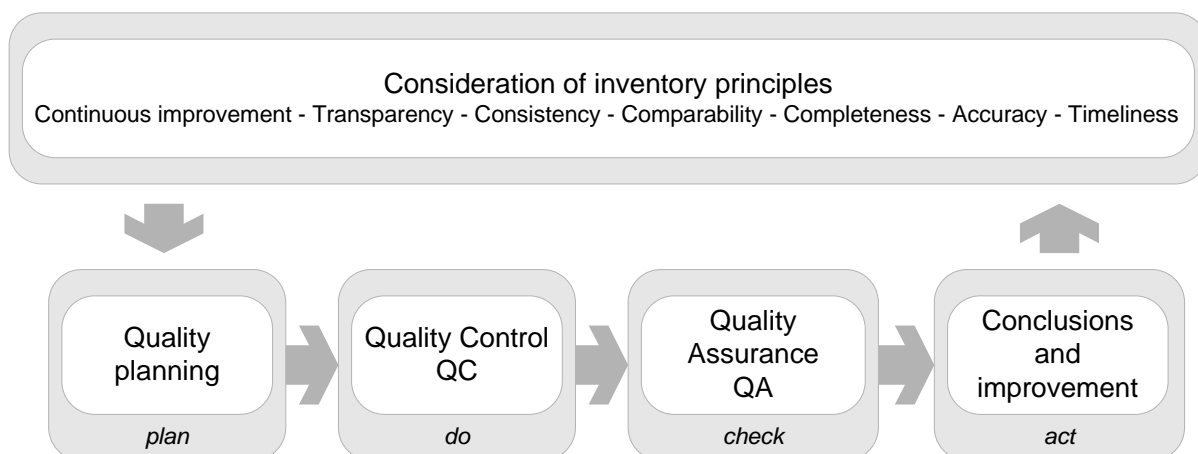 Consideration of inventory principles
Continuous improvement - Transparency - Consistency - Comparability - Completeness - Accuracy - Timeliness
Quality
planning
plan
Quality Control
QC
do
Quality
Assurance
QA
check
Conclusions
and
improvement
act